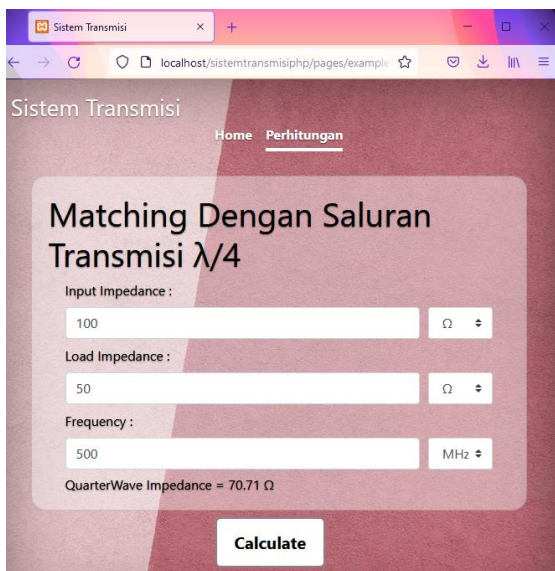 Sistem Transmisi
localhost/sistemtransmisiphp/pages/example
Sistem Transmisi
Home Perhitungan
Matching Dengan Saluran
Transmisi λ/4
Input Impedance :
100 Ω
Load Impedance :
50 Ω
Frequency :
500 MHz
QuarterWave Impedance = 70.71 Ω
Calculate